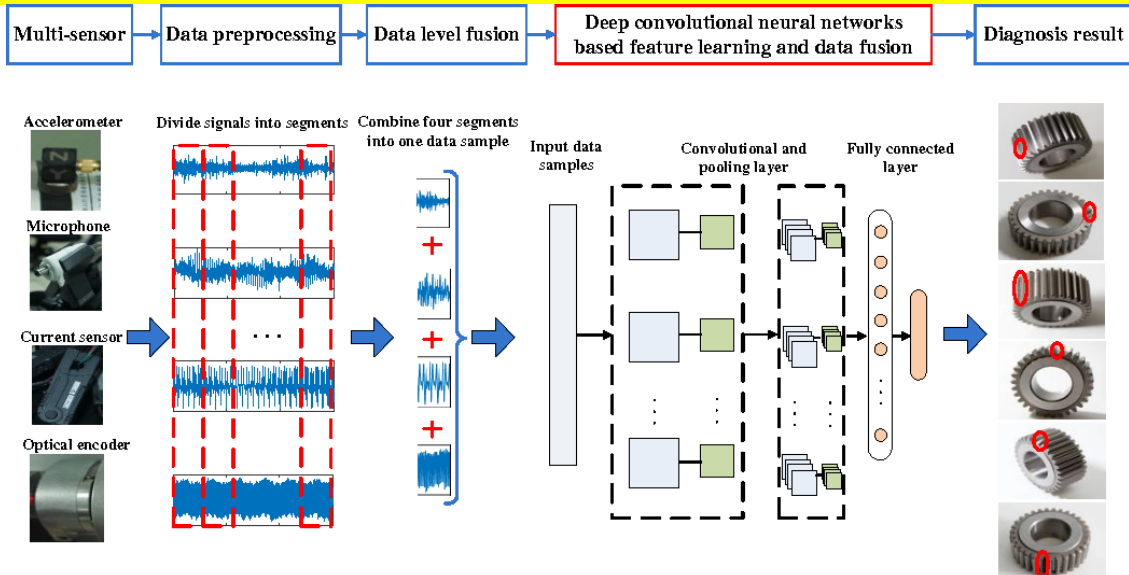 Multi-sensor
Data preprocessing
Data level fusion
Deep convolutional neural networks
based feature learning and data fusion
Diagnosis result
Accelerometer
Divide signals into segments
Combine four segments
into one data sample
Input data
samples
Convolutional and
pooling layer
Fully connected
layer
Microphone
Current sensor
Optical encoder